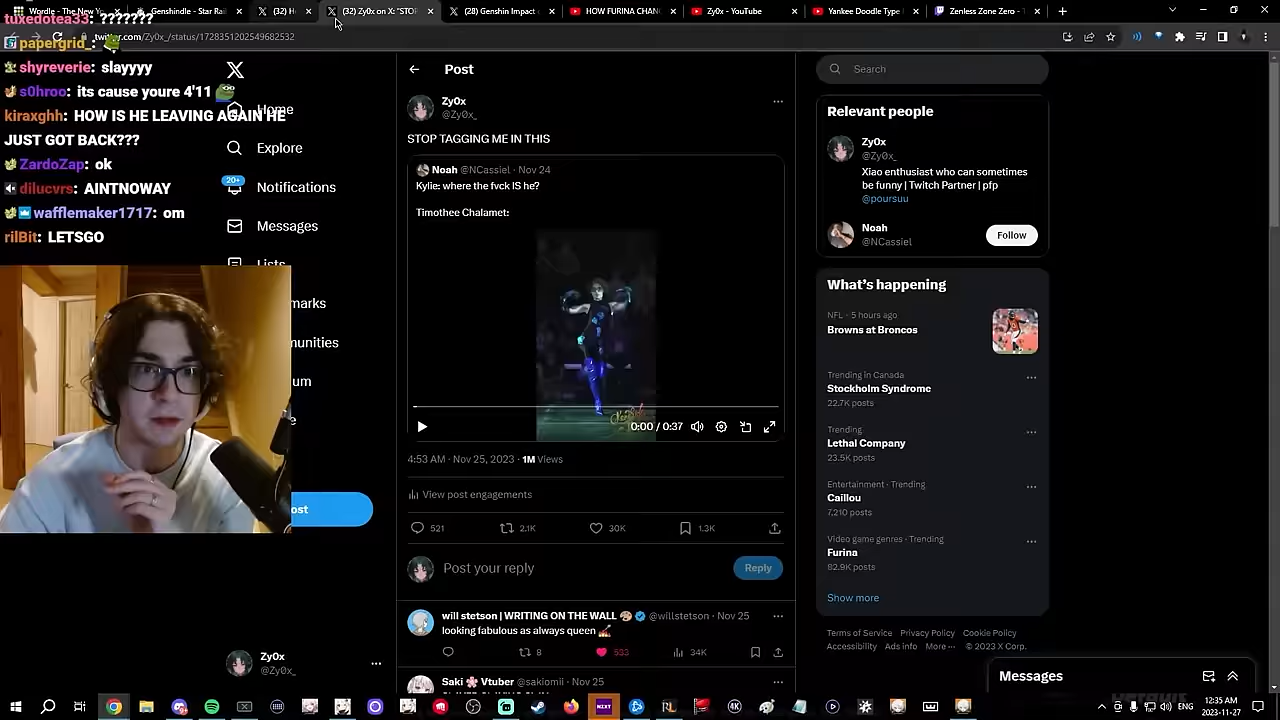 Wordle - The New Y
Genshindle - Star Rail
(32) H
(32) Zy0x on X: "STOP
(28) Genshin Impact
HOW FURINA CHAN
Zy0x - YouTube
Yankee Doodle Type
Zenless Zone Zero - T
twitter.com/Zy0x_/status/1728351202549682532
tuxedotea33: ???????
papergrid_:
shyreverie: slayyyy
s0hroo: its cause youre 4'11
kiraxghh: HOW IS HE LEAVING AGAIN HE
JUST GOT BACK???
ZardoZap: ok
dilucvrs: AINTNOWAY
wafflemaker1717: om
rilBit: LETSGO
Home
Explore
20+
Notifications
Messages
Lists
marks
munities
um
e
ost
Zy0x
@Zy0x_
Post
Zy0x
@Zy0x_
STOP TAGGING ME IN THIS
Noah @NCassiel · Nov 24
Kylie: where the fvck IS he?
Timothee Chalamet:
0:00 / 0:37
4:53 AM · Nov 25, 2023 · 1M Views
View post engagements
521
2.1K
30K
1.3K
Post your reply
Reply
will stetson | WRITING ON THE WALL @willstetson · Nov 25
looking fabulous as always queen
8
533
34K
Saki Vtuber @sakiomii · Nov 25
Search
Relevant people
Zy0x
@Zy0x_
Xiao enthusiast who can sometimes
be funny | Twitch Partner | pfp
@poursuu
Noah
@NCassiel
Follow
What's happening
NFL · 5 hours ago
Browns at Broncos
Trending in Canada
Stockholm Syndrome
22.7K posts
Trending
Lethal Company
23.5K posts
Entertainment · Trending
Caillou
7,210 posts
Video game genres · Trending
Furina
82.9K posts
Show more
Terms of Service Privacy Policy Cookie Policy
Accessibility Ads info More ··· © 2023 X Corp.
Messages
ENG
12:35 AM
2023-11-27